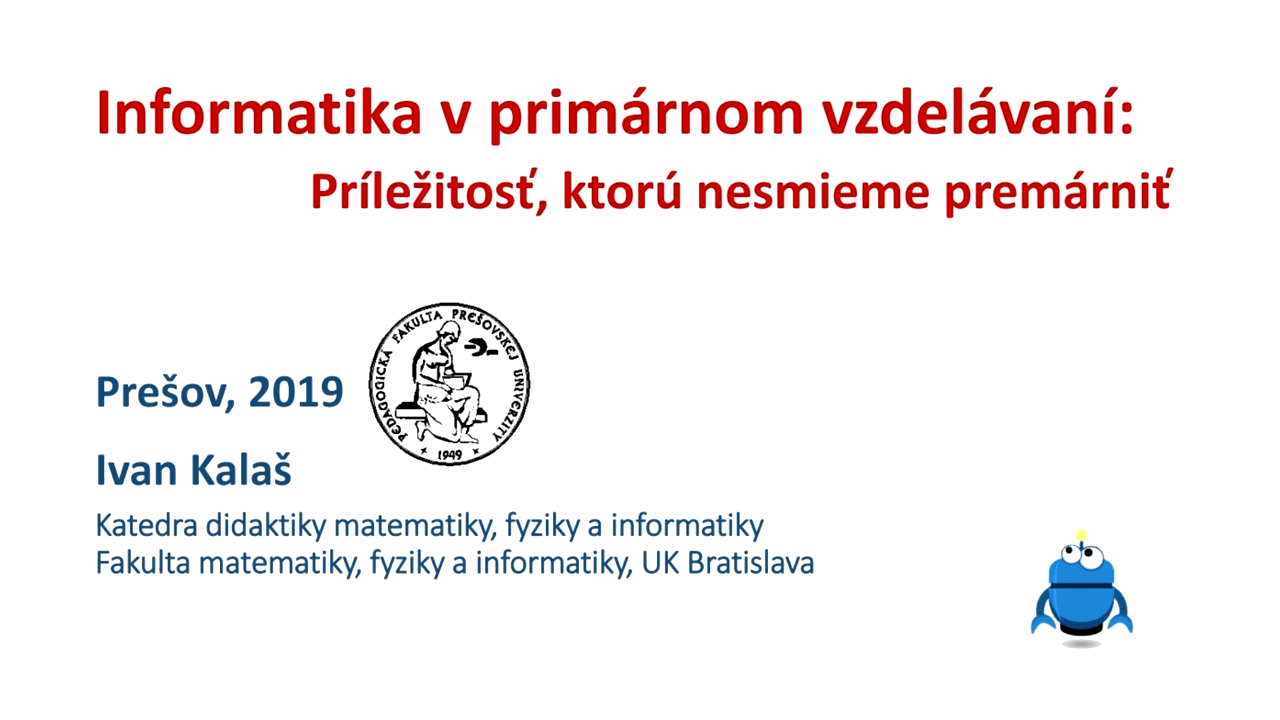 Informatika v primárnom vzdelávaní:
Príležitosť, ktorú nesmieme premárniť
PEDAGOGICKÁ FAKULTA PREŠOVSKEJ UNIVERZITY
1949
Prešov, 2019
Ivan Kalaš
Katedra didaktiky matematiky, fyziky a informatiky
Fakulta matematiky, fyziky a informatiky, UK Bratislava